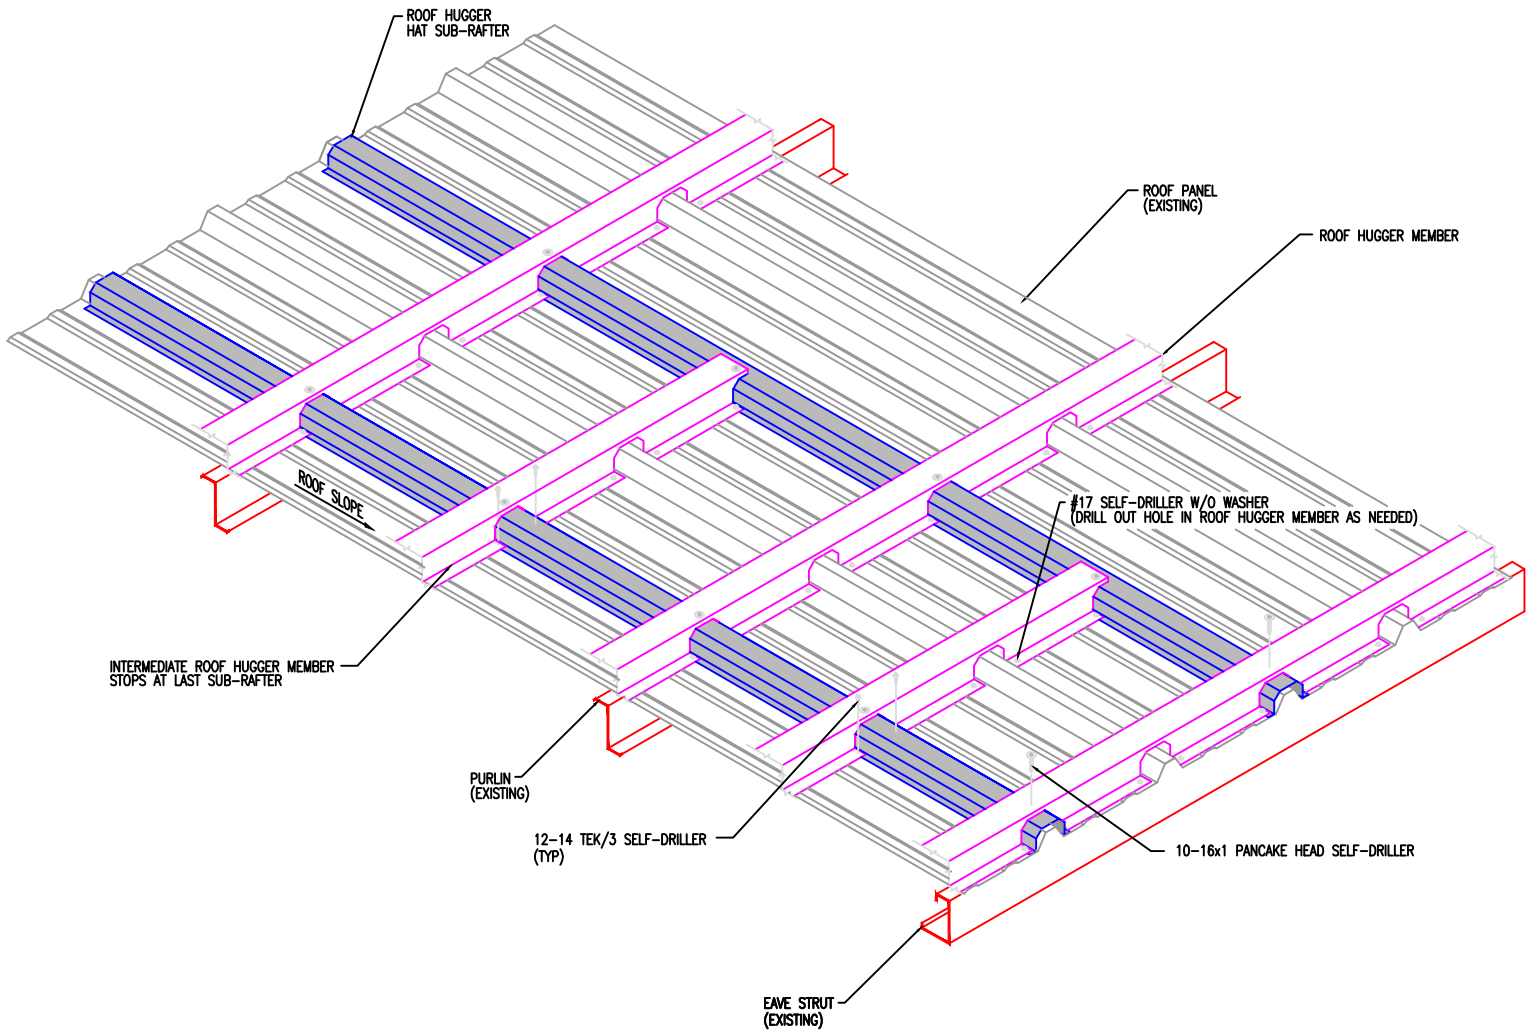 ROOF HUGGER
HAT SUB-RAFTER
ROOF PANEL
(EXISTING)
ROOF HUGGER MEMBER
ROOF SLOPE
#17 SELF-DRILLER W/O WASHER
(DRILL OUT HOLE IN ROOF HUGGER MEMBER AS NEEDED)
INTERMEDIATE ROOF HUGGER MEMBER
STOPS AT LAST SUB-RAFTER
PURLIN
(EXISTING)
12-14 TEK/3 SELF-DRILLER
(TYP)
10-16x1 PANCAKE HEAD SELF-DRILLER
EAVE STRUT
(EXISTING)